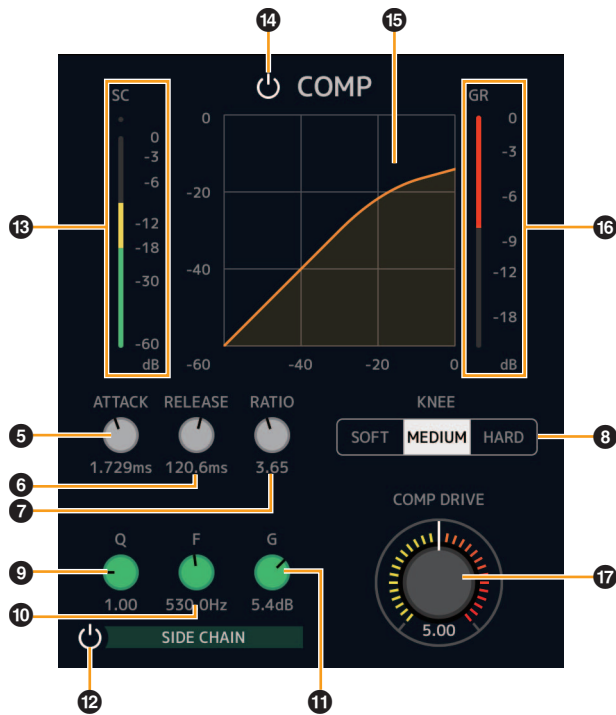 ⑭ ⑮
COMP
SC GR
0 0 0
-3 -3
-6 -6
-20
-12 -9
⑬ ⑯
-18 -12
-30 -40
-18
-60
dB -60 -40 -20 0 dB
ATTACK RELEASE RATIO KNEE
⑤ SOFT MEDIUM HARD ⑧
1.729ms 120.6ms 3.65
⑥
⑦
COMP DRIVE
Q F G
⑨ ⑰
1.00 530.0Hz 5.4dB
⑩
5.00
SIDE CHAIN
⑫ ⑪